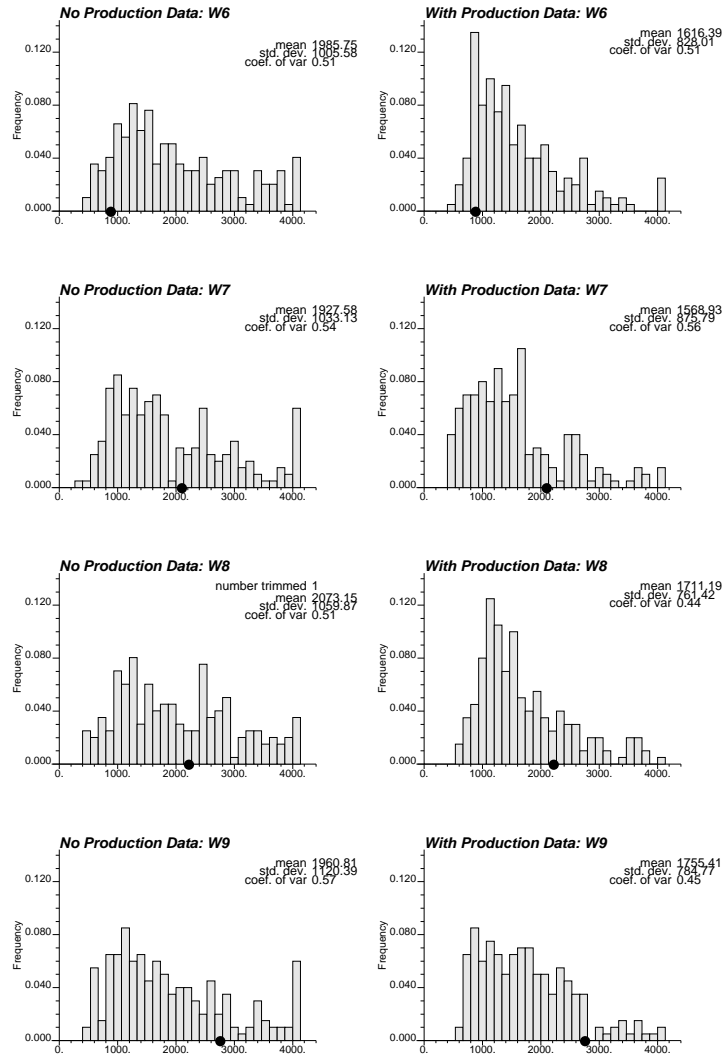 No Production Data: W6
mean 1985.75
std. dev. 1005.58
coef. of var 0.51
Frequency
0.120
0.080
0.040
0.000
0. 1000. 2000. 3000. 4000.
With Production Data: W6
mean 1616.39
std. dev. 828.01
coef. of var 0.51
Frequency
0.120
0.080
0.040
0.000
0. 1000. 2000. 3000. 4000.
No Production Data: W7
mean 1927.58
std. dev. 1033.13
coef. of var 0.54
Frequency
0.120
0.080
0.040
0.000
0. 1000. 2000. 3000. 4000.
With Production Data: W7
mean 1568.93
std. dev. 875.79
coef. of var 0.56
Frequency
0.120
0.080
0.040
0.000
0. 1000. 2000. 3000. 4000.
No Production Data: W8
number trimmed 1
mean 2073.15
std. dev. 1059.87
coef. of var 0.51
Frequency
0.120
0.080
0.040
0.000
0. 1000. 2000. 3000. 4000.
With Production Data: W8
mean 1711.19
std. dev. 761.42
coef. of var 0.44
Frequency
0.120
0.080
0.040
0.000
0. 1000. 2000. 3000. 4000.
No Production Data: W9
mean 1960.81
std. dev. 1120.39
coef. of var 0.57
Frequency
0.120
0.080
0.040
0.000
0. 1000. 2000. 3000. 4000.
With Production Data: W9
mean 1755.41
std. dev. 784.77
coef. of var 0.45
Frequency
0.120
0.080
0.040
0.000
0. 1000. 2000. 3000. 4000.